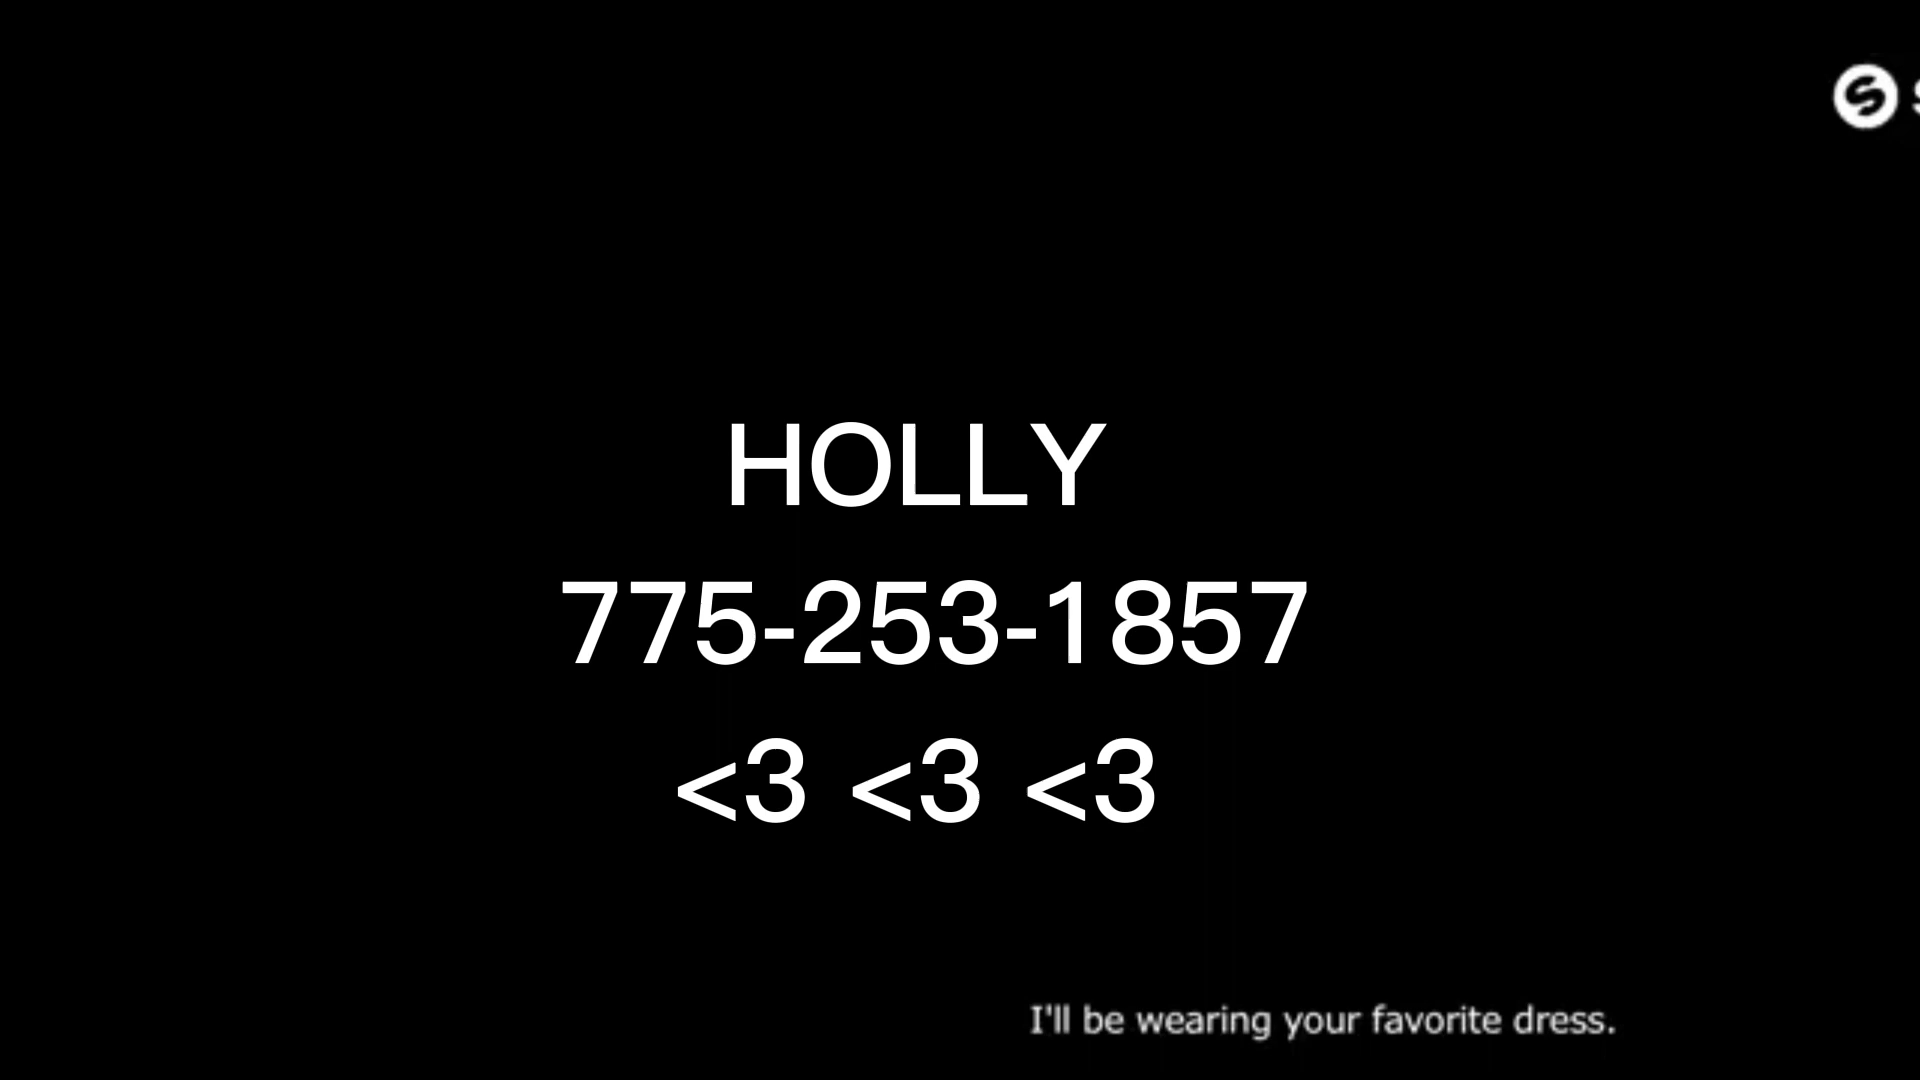 S
HOLLY
775-253-1857
<3 <3 <3
I'll be wearing your favorite dress.